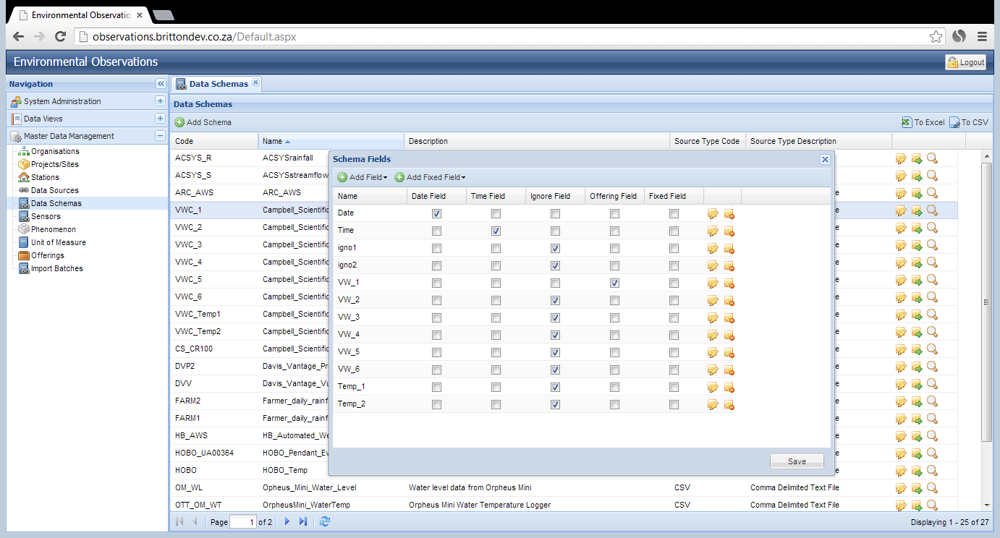 Environmental Observatio
observations.brittondev.co.za/Default.aspx
Environmental Observations
Logout
Navigation
System Administration
Data Views
Master Data Management
Organisations
Projects/Sites
Stations
Data Sources
Data Schemas
Sensors
Phenomenon
Unit of Measure
Offerings
Import Batches
Data Schemas
Data Schemas
Add Schema To Excel To CSV
Code Name Description Source Type Code Source Type Description
ACSYS_R ACSYSrainfall
ACSYS_S ACSYSstreamflow
ARC_AWS ARC_AWS e
VWC_1 Campbell_Scientific e
VWC_2 Campbell_Scientific e
VWC_3 Campbell_Scientific e
VWC_4 Campbell_Scientific e
VWC_5 Campbell_Scientific e
VWC_6 Campbell_Scientific e
VWC_Temp1 Campbell_Scientific e
VWC_Temp2 Campbell_Scientific e
CS_CR100 Campbell_Scientific e
DVP2 Davis_Vantage_Pr e
DVV Davis_Vantage_Vu e
FARM2 Farmer_daily_rainf e
FARM1 Farmer_daily_rainf e
HB_AWS HB_Automated_We e
HOBO_UA00364 HOBO_Pendant_Ev e
HOBO HOBO_Temp e
OM_WL Opheus_Mini_Water_Level Water level data from Orpheus Mini CSV Comma Delimited Text File
OTT_OM_WT OrpheusMini_WaterTemp Orpheus Mini Water Temperature Logger CSV Comma Delimited Text File
Page 1 of 2 Displaying 1 - 25 of 27
Schema Fields
Add Field Add Fixed Field
Name Date Field Time Field Ignore Field Offering Field Fixed Field
Date
Time
igno1
igno2
VW_1
VW_2
VW_3
VW_4
VW_5
VW_6
Temp_1
Temp_2
Save